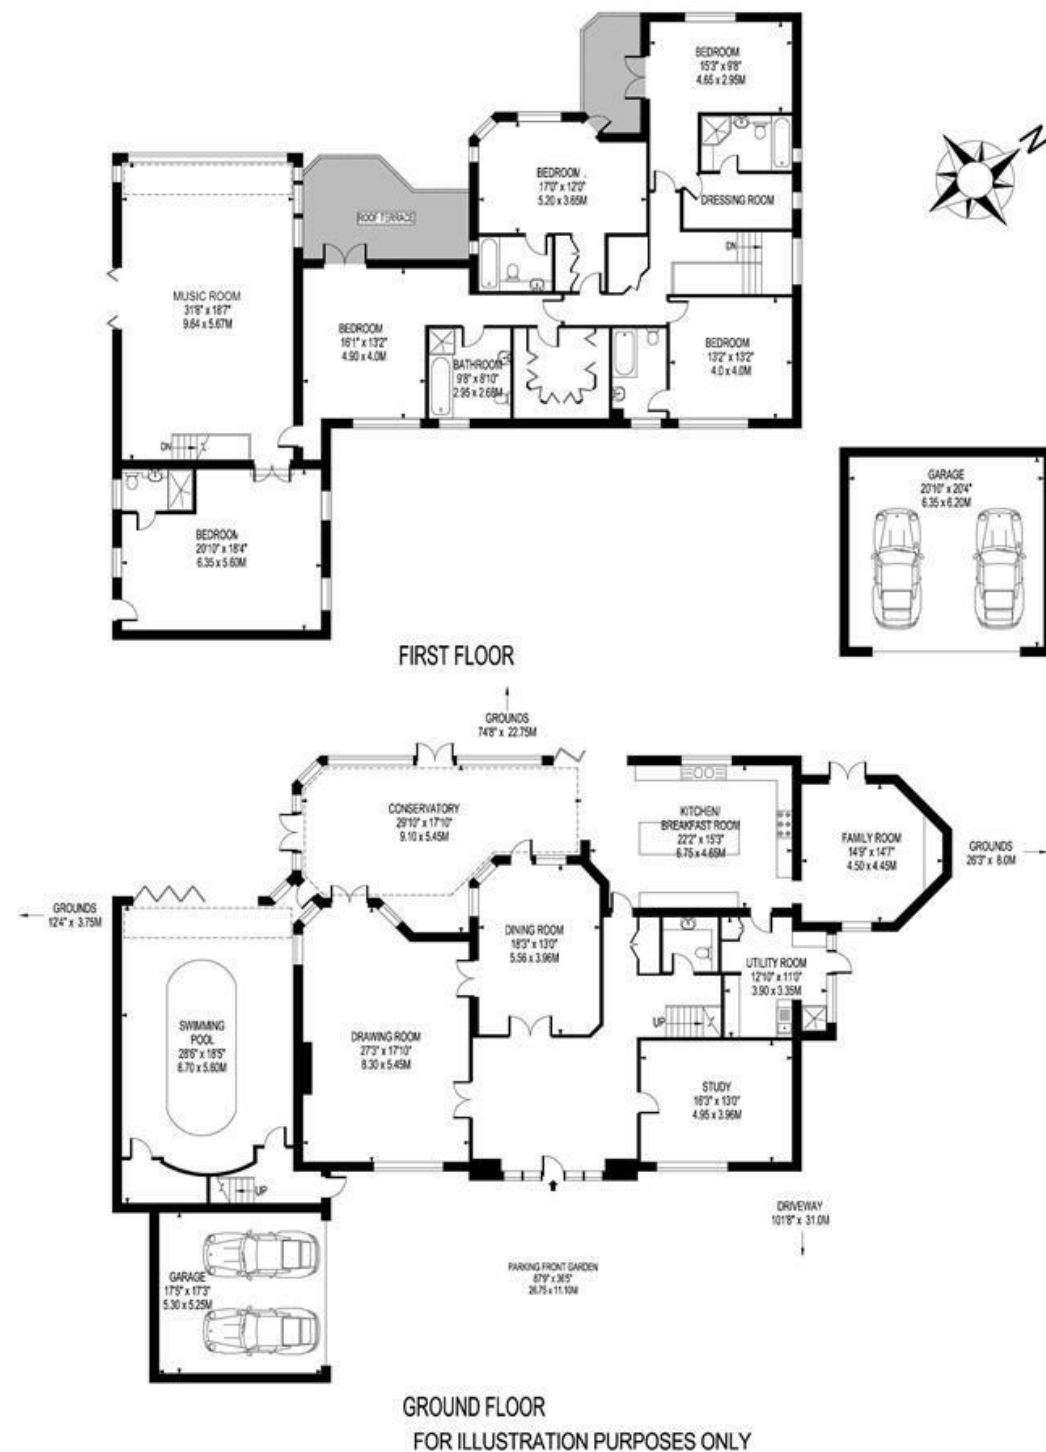 BEDROOM
15'3" x 9'8"
4.65 x 2.95M
N
BEDROOM
17'0" x 12'0"
5.20 x 3.65M
DRESSING ROOM
ROOF TERRACE
DN
MUSIC ROOM
31'8" x 18'7"
9.64 x 5.67M
BEDROOM
16'1" x 13'2"
4.90 x 4.0M
BATHROOM
9'8" x 8'10"
2.95 x 2.68M
BEDROOM
13'2" x 13'2"
4.0 x 4.0M
DN
BEDROOM
20'10" x 18'4"
6.35 x 5.60M
GARAGE
20'10" x 20'4"
6.35 x 6.20M
FIRST FLOOR
GROUNDS
74'8" x 22.75M
CONSERVATORY
29'10" x 17'10"
9.10 x 5.45M
KITCHEN/
BREAKFAST ROOM
22'2" x 15'3"
6.75 x 4.65M
FAMILY ROOM
14'9" x 14'7"
4.50 x 4.45M
GROUNDS
26'3" x 8.0M
GROUNDS
12'4" x 3.75M
DINING ROOM
18'3" x 13'0"
5.56 x 3.96M
UTILITY ROOM
12'10" x 11'0"
3.90 x 3.35M
SWIMMING
POOL
28'6" x 18'5"
8.70 x 5.60M
DRAWING ROOM
27'3" x 17'10"
8.30 x 5.45M
UP
STUDY
16'3" x 13'0"
4.95 x 3.96M
UP
DRIVEWAY
101'8" x 31.0M
PARKING FRONT GARDEN
87'9" x 36'5"
26.75 x 11.10M
GARAGE
17'5" x 17'3"
5.30 x 5.25M
GROUND FLOOR
FOR ILLUSTRATION PURPOSES ONLY